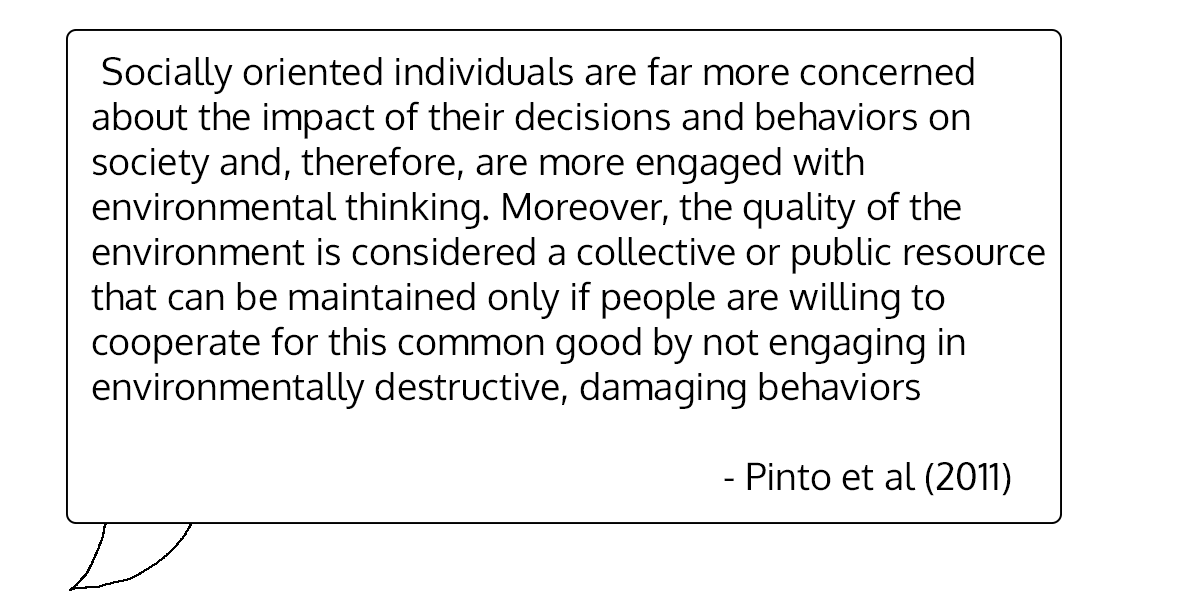 Socially oriented individuals are far more concerned
about the impact of their decisions and behaviors on
society and, therefore, are more engaged with
environmental thinking. Moreover, the quality of the
environment is considered a collective or public resource
that can be maintained only if people are willing to
cooperate for this common good by not engaging in
environmentally destructive, damaging behaviors
- Pinto et al (2011)